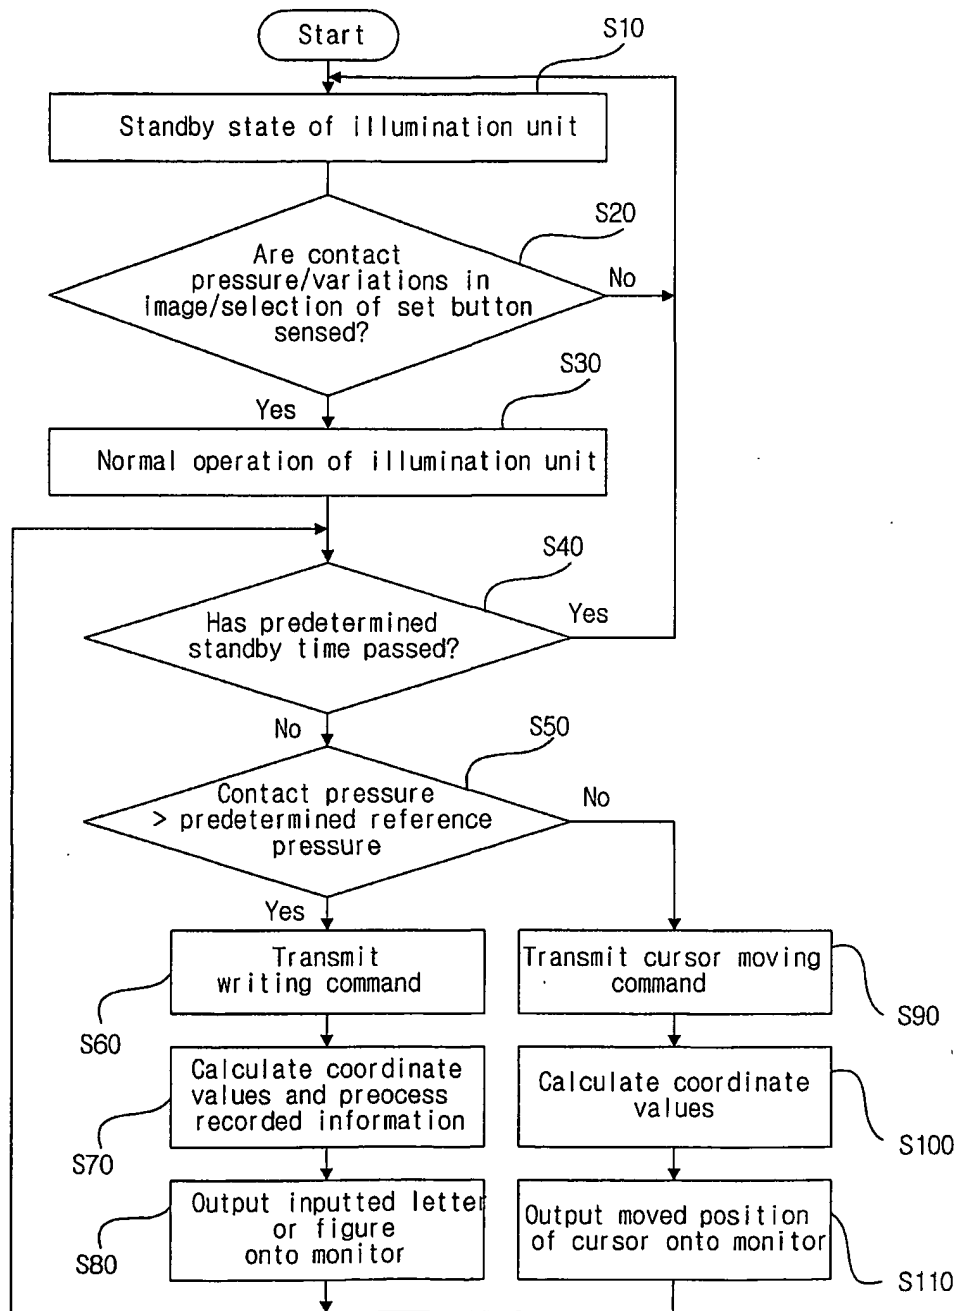 Start
S10
Standby state of illumination unit
S20
Are contact
pressure/variations in
image/selection of set button
sensed?
No
S30
Yes
Normal operation of illumination unit
S40
Has predetermined
standby time passed?
Yes
No
S50
Contact pressure
> predetermined reference
pressure
No
Yes
Transmit
writing command
Transmit cursor moving
command
S60
S90
Calculate coordinate
values and preocess
recorded information
Calculate coordinate
values
S70
S100
Output inputted letter
or figure
onto monitor
Output moved position
of cursor onto monitor
S80
S110